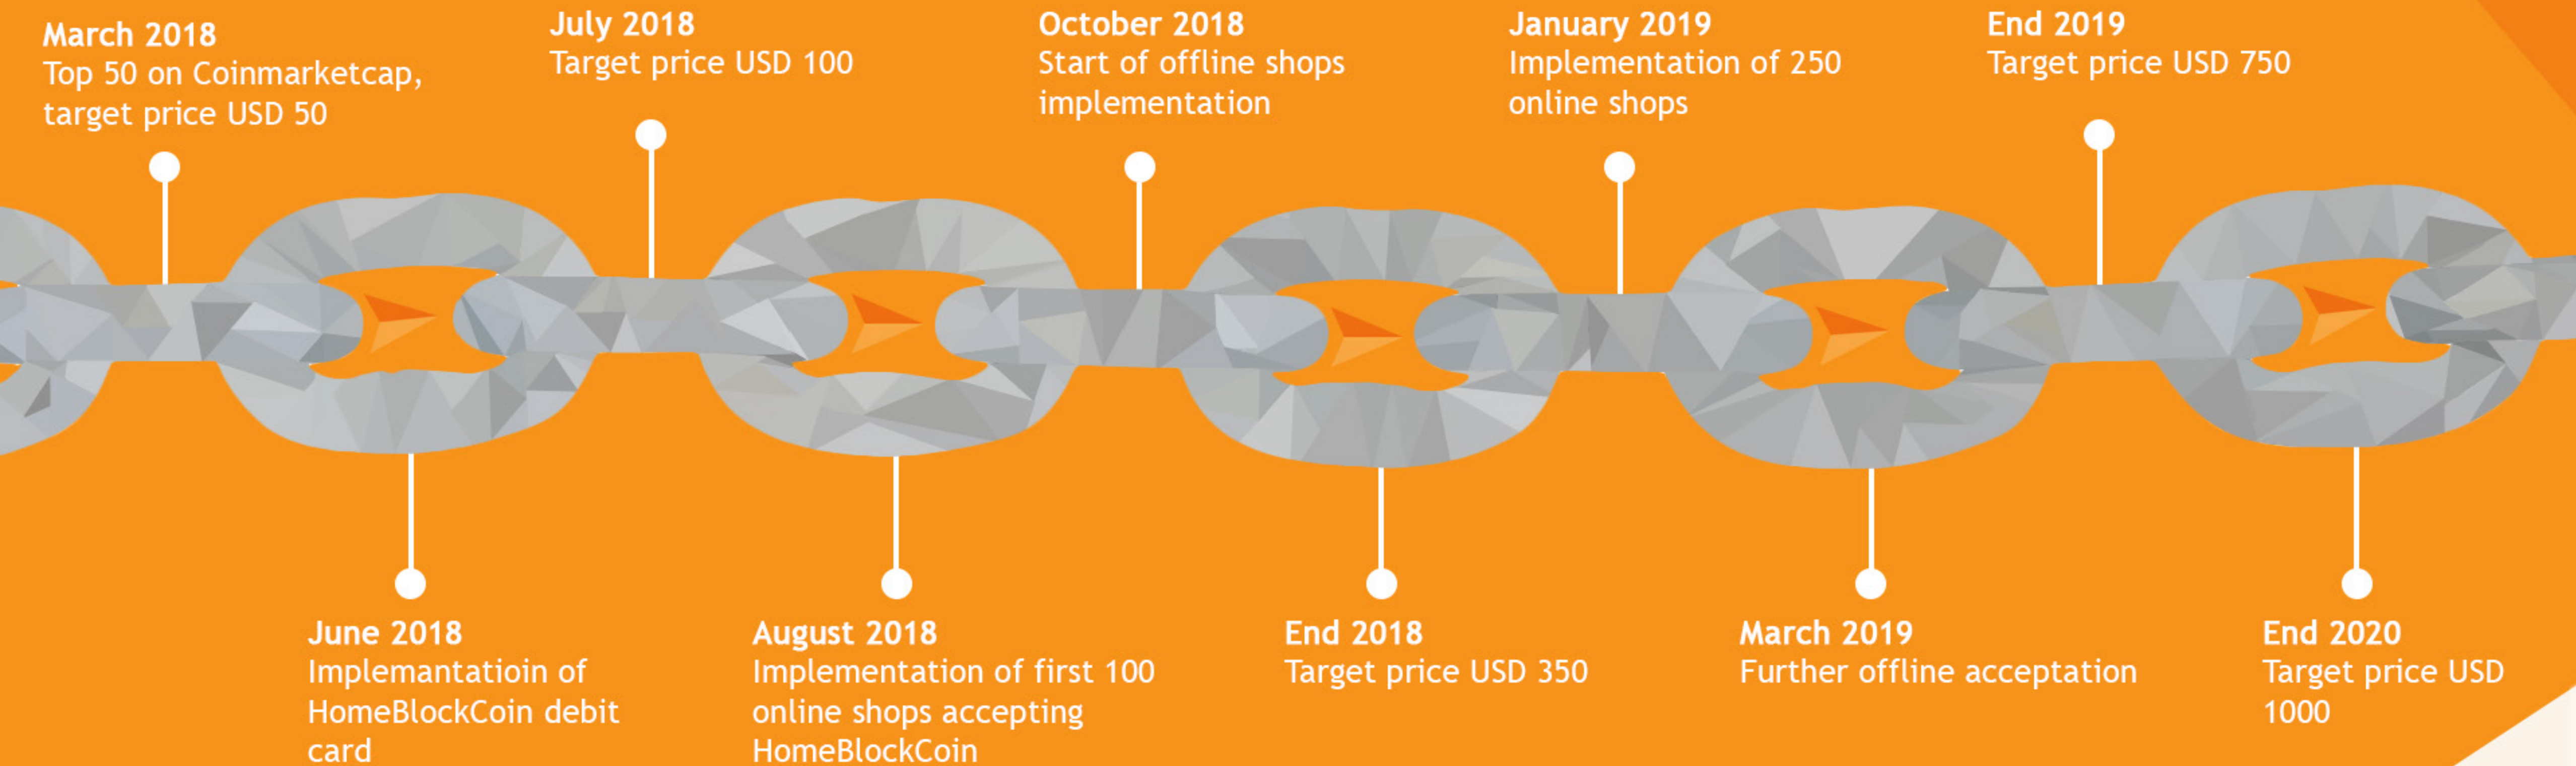 March 2018
Top 50 on Coinmarketcap,
target price USD 50
July 2018
Target price USD 100
October 2018
Start of offline shops
implementation
January 2019
Implementation of 250
online shops
End 2019
Target price USD 750
June 2018
Implemantatioin of
HomeBlockCoin debit
card
August 2018
Implementation of first 100
online shops accepting
HomeBlockCoin
End 2018
Target price USD 350
March 2019
Further offline acceptation
End 2020
Target price USD
1000